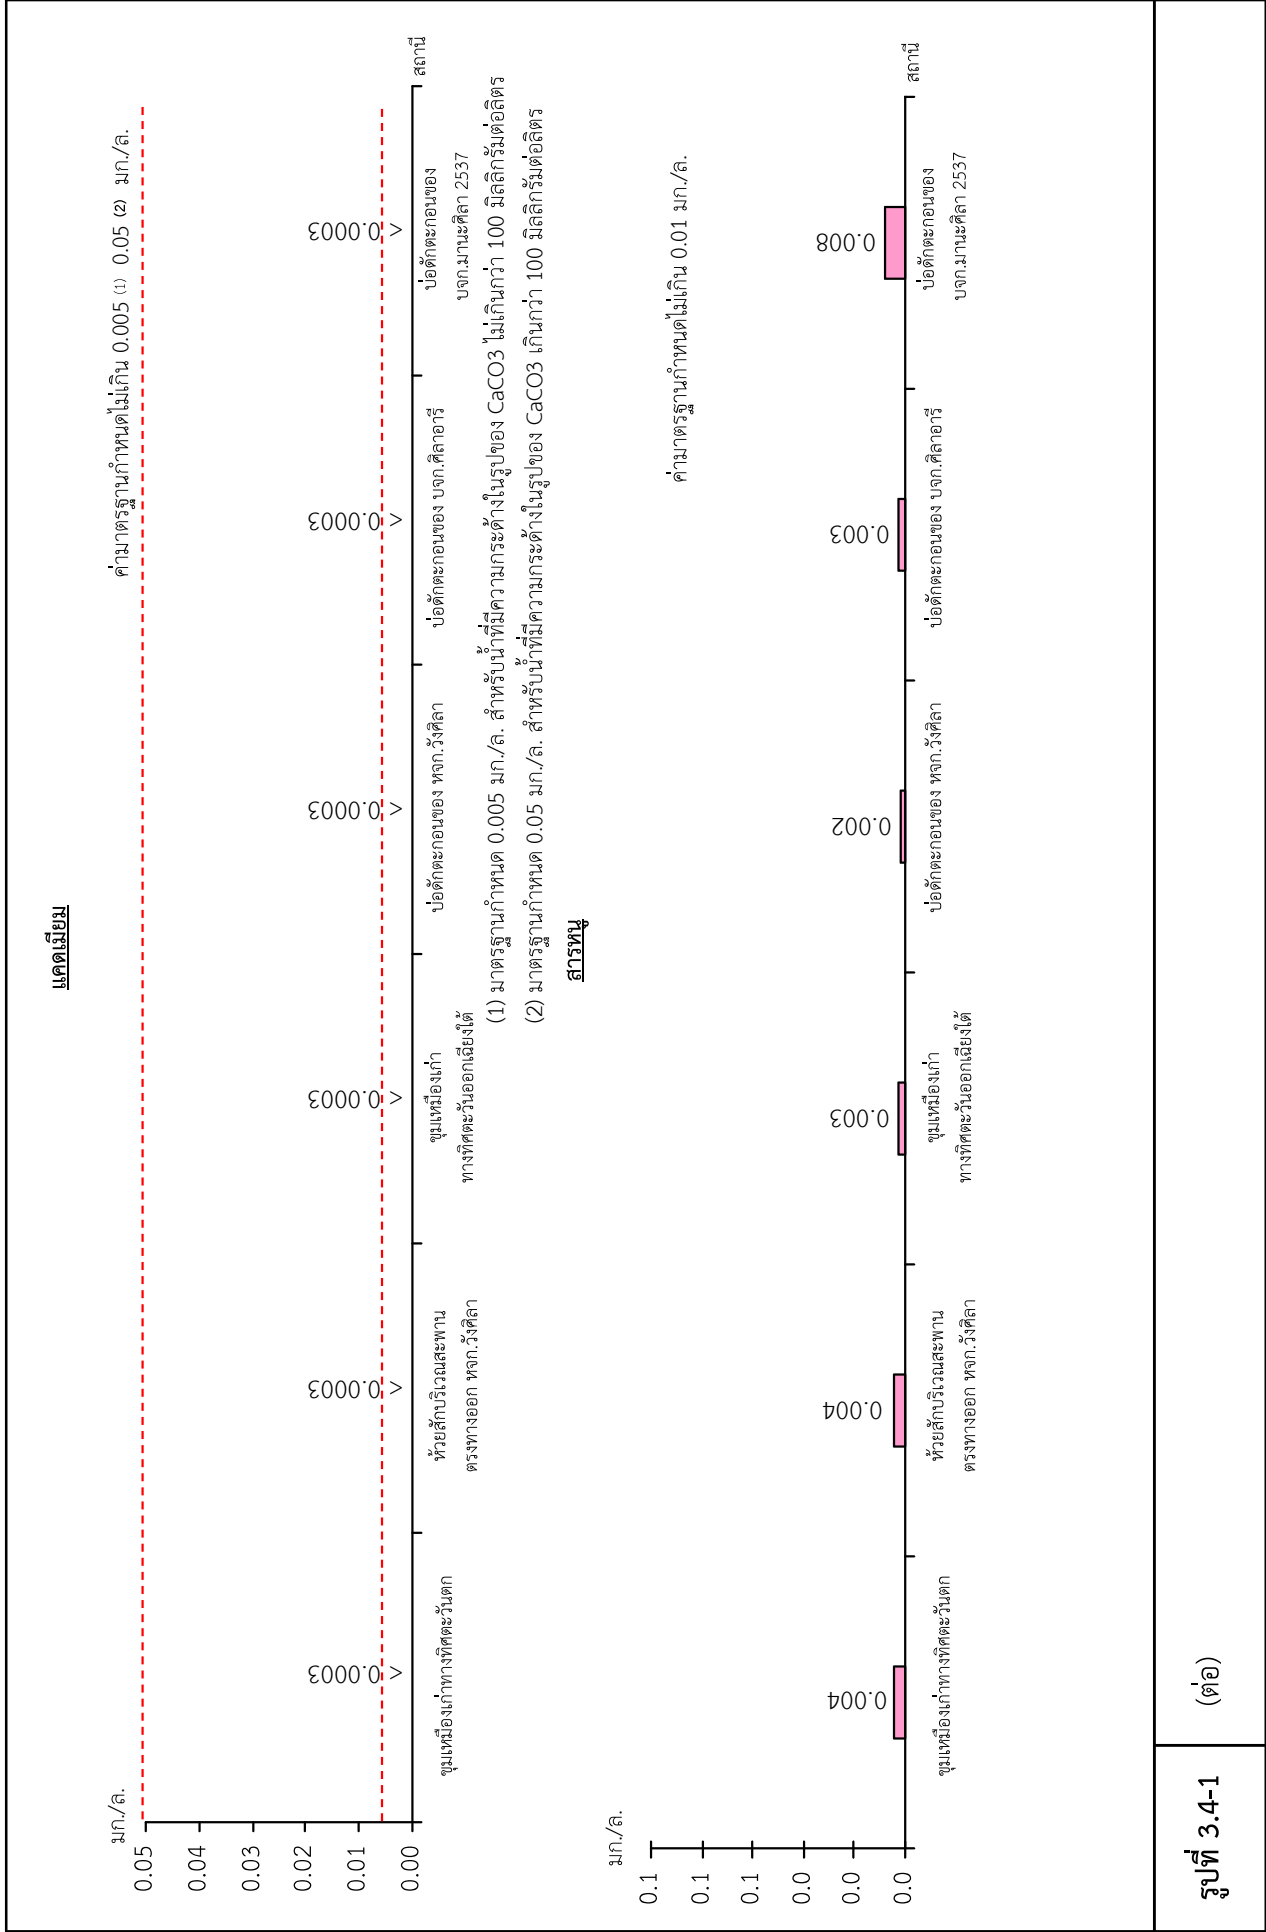 แคดเมียม
มก./ล.
ค่ามาตรฐานกำหนดไม่เกิน 0.005 (1) 0.05 (2) มก./ล.
0.05
0.04
0.03
0.02
0.01
0.00
< 0.0003
< 0.0003
< 0.0003
< 0.0003
< 0.0003
< 0.0003
สถานี
ขุมเหมืองเก่าทางทิศตะวันตก
ห้วยสักบริเวณสะพาน
ตรงทางออก หจก.วังศิลา
ขุมเหมืองเก่า
ทางทิศตะวันออกเฉียงใต้
บ่อดักตะกอนของ หจก.วังศิลา
บ่อดักตะกอนของ บจก.ศิลาอารี
บ่อดักตะกอนของ
บจก.มานะศิลา 2537
(1) มาตรฐานกำหนด 0.005 มก./ล. สำหรับน้ำที่มีความกระด้างในรูปของ CaCO3 ไม่เกินกว่า 100 มิลลิกรัมต่อลิตร
(2) มาตรฐานกำหนด 0.05 มก./ล. สำหรับน้ำที่มีความกระด้างในรูปของ CaCO3 เกินกว่า 100 มิลลิกรัมต่อลิตร
สารหนู
มก./ล.
ค่ามาตรฐานกำหนดไม่เกิน 0.01 มก./ล.
0.1
0.1
0.1
0.0
0.0
0.0
0.004
0.004
0.003
0.002
0.003
0.008
สถานี
ขุมเหมืองเก่าทางทิศตะวันตก
ห้วยสักบริเวณสะพาน
ตรงทางออก หจก.วังศิลา
ขุมเหมืองเก่า
ทางทิศตะวันออกเฉียงใต้
บ่อดักตะกอนของ หจก.วังศิลา
บ่อดักตะกอนของ บจก.ศิลาอารี
บ่อดักตะกอนของ
บจก.มานะศิลา 2537
รูปที่ 3.4-1
(ต่อ)